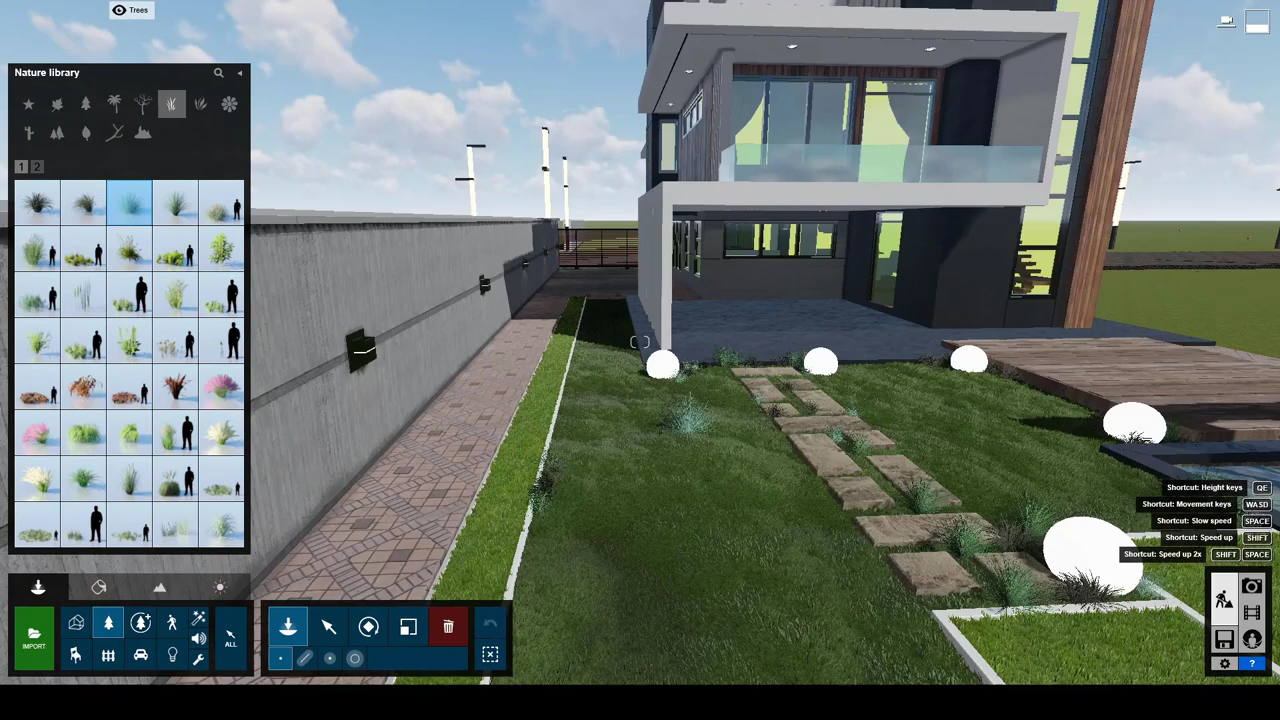 Trees
Nature library
1 2
Shortcut: Height keys QE
Shortcut: Movement keys WASD
Shortcut: Slow speed SPACE
Shortcut: Speed up SHIFT
Shortcut: Speed up 2x SHIFT SPACE
IMPORT
ALL
?